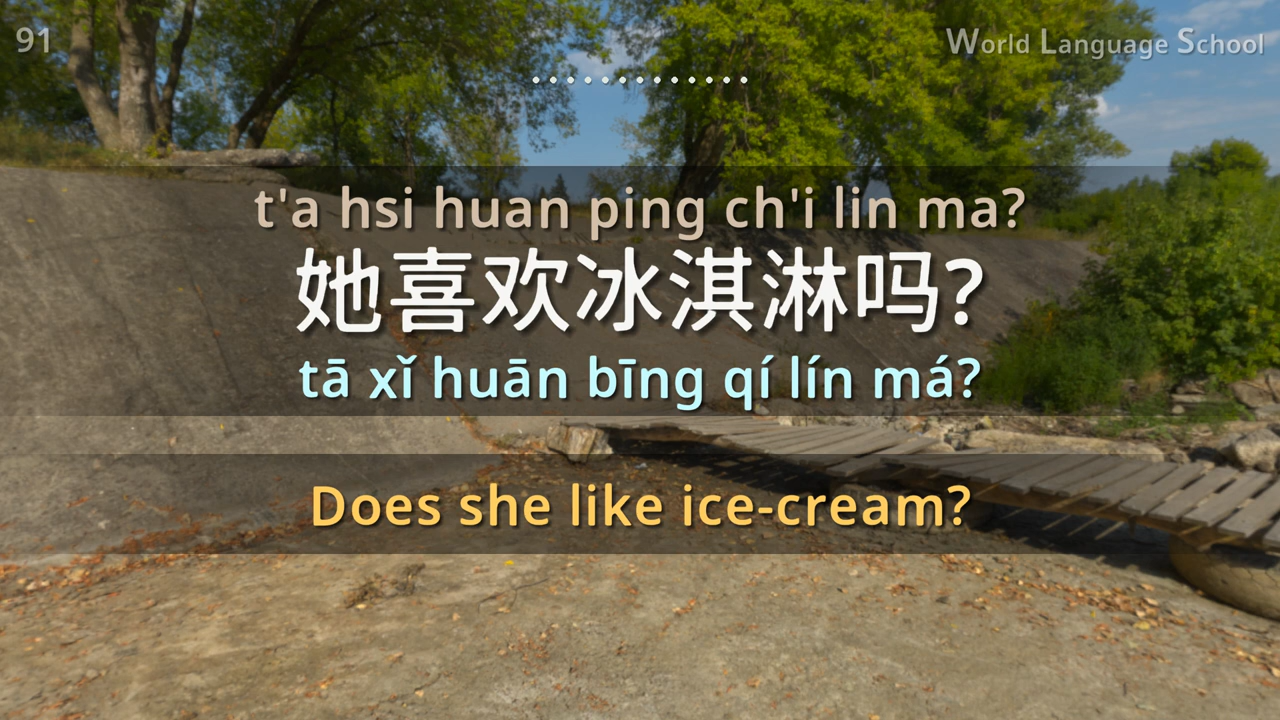 91
World Language School
t'a hsi huan ping ch'i lin ma?
她喜欢冰淇淋吗?
tā xǐ huān bīng qí lín má?
Does she like ice-cream?